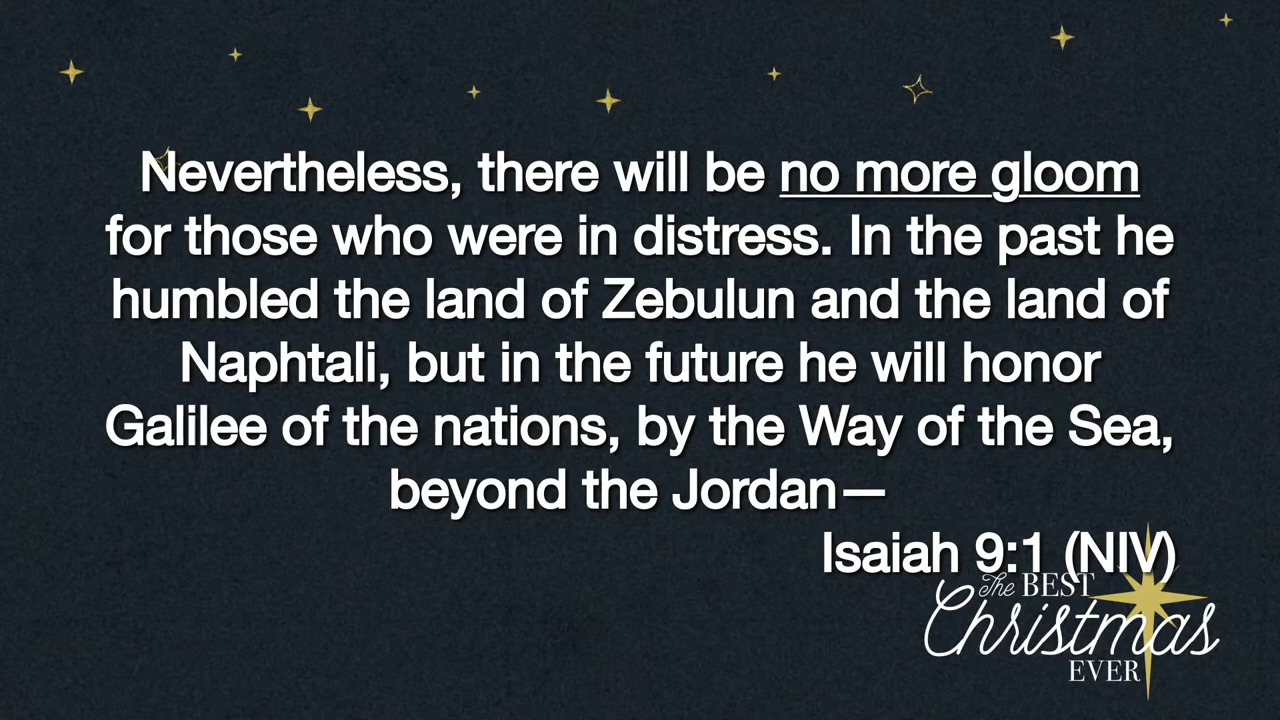 Nevertheless, there will be no more gloom
for those who were in distress. In the past he
humbled the land of Zebulun and the land of
Naphtali, but in the future he will honor
Galilee of the nations, by the Way of the Sea,
beyond the Jordan—
Isaiah 9:1 (NIV)
The BEST
Christmas
EVER